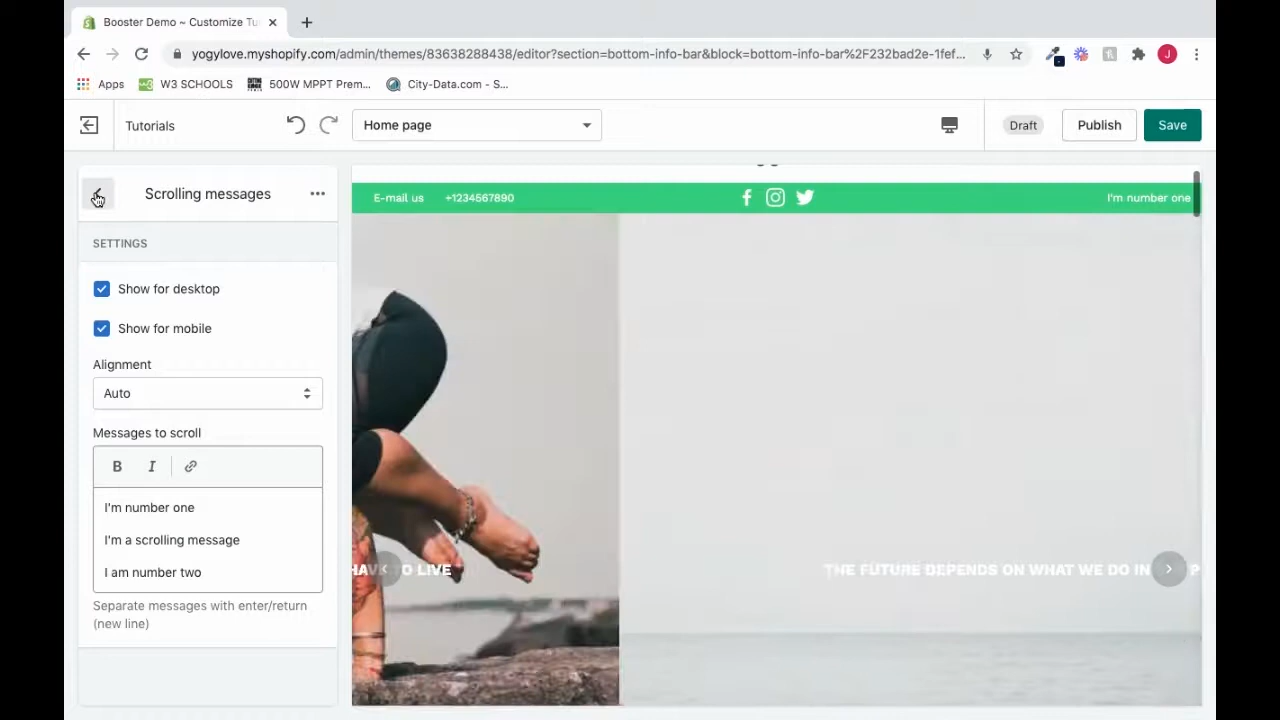 Booster Demo ~ Customize Tu
yogylove.myshopify.com/admin/themes/83638288438/editor?section=bottom-info-bar&block=bottom-info-bar%2F232bad2e-1fef...
Apps W3 SCHOOLS 500W MPPT Prem... City-Data.com - S...
Tutorials Home page Draft Publish Save
Scrolling messages
E-mail us +1234567890 I'm number one
SETTINGS
Show for desktop
Show for mobile
Alignment
Auto
Messages to scroll
B I
I'm number one
I'm a scrolling message
I am number two
Separate messages with enter/return
(new line)
TO LIVE THE FUTURE DEPENDS ON WHAT WE DO IN